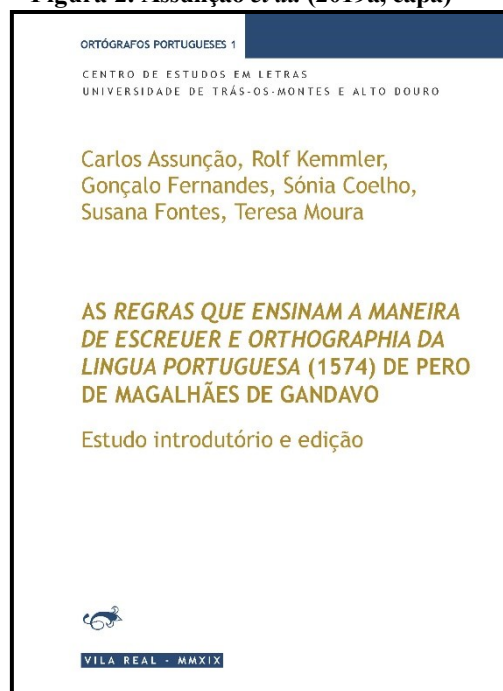 ORTÓGRAFOS PORTUGUESES 1
CENTRO DE ESTUDOS EM LETRAS
UNIVERSIDADE DE TRÁS-OS-MONTES E ALTO DOURO
Carlos Assunção, Rolf Kemmler,
Gonçalo Fernandes, Sónia Coelho,
Susana Fontes, Teresa Moura
AS REGRAS QUE ENSINAM A MANEIRA
DE ESCREUER E ORTHOGRAPHIA DA
LINGUA PORTUGUESA (1574) DE PERO
DE MAGALHÃES DE GANDAVO
Estudo introdutório e edição
VILA REAL - MMXIX